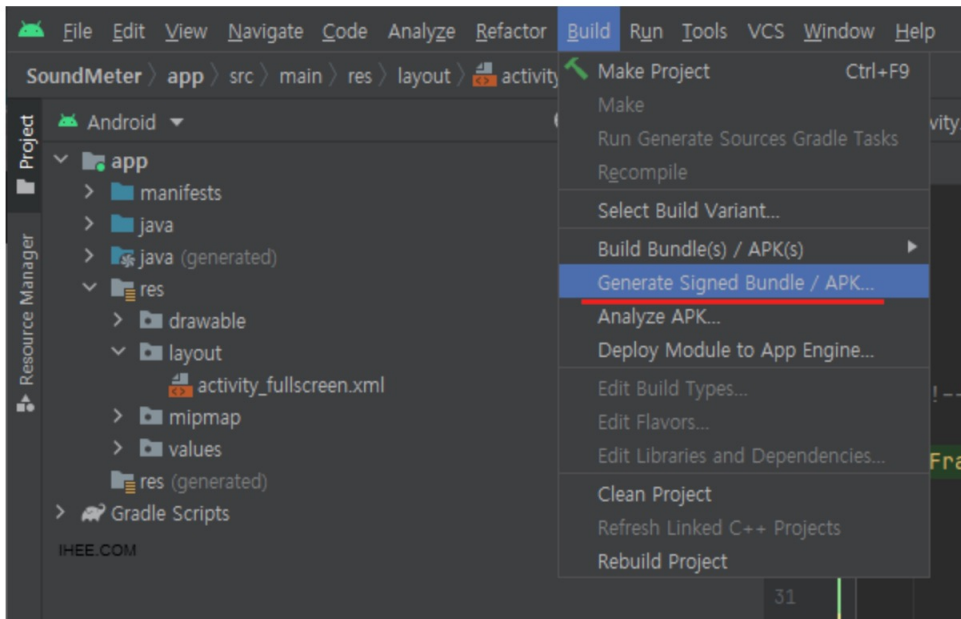 File Edit View Navigate Code Analyze Refactor Build Run Tools VCS Window Help
SoundMeter app src main res layout activity
Project
Resource Manager
Android
app
manifests
java
java (generated)
res
drawable
layout
activity_fullscreen.xml
mipmap
values
res (generated)
Gradle Scripts
IHEE.COM
Make Project Ctrl+F9
Make
Run Generate Sources Gradle Tasks
Recompile
Select Build Variant...
Build Bundle(s) / APK(s)
Generate Signed Bundle / APK...
Analyze APK...
Deploy Module to App Engine...
Edit Build Types...
Edit Flavors...
Edit Libraries and Dependencies...
Clean Project
Refresh Linked C++ Projects
Rebuild Project
vity
!--
Fra
31